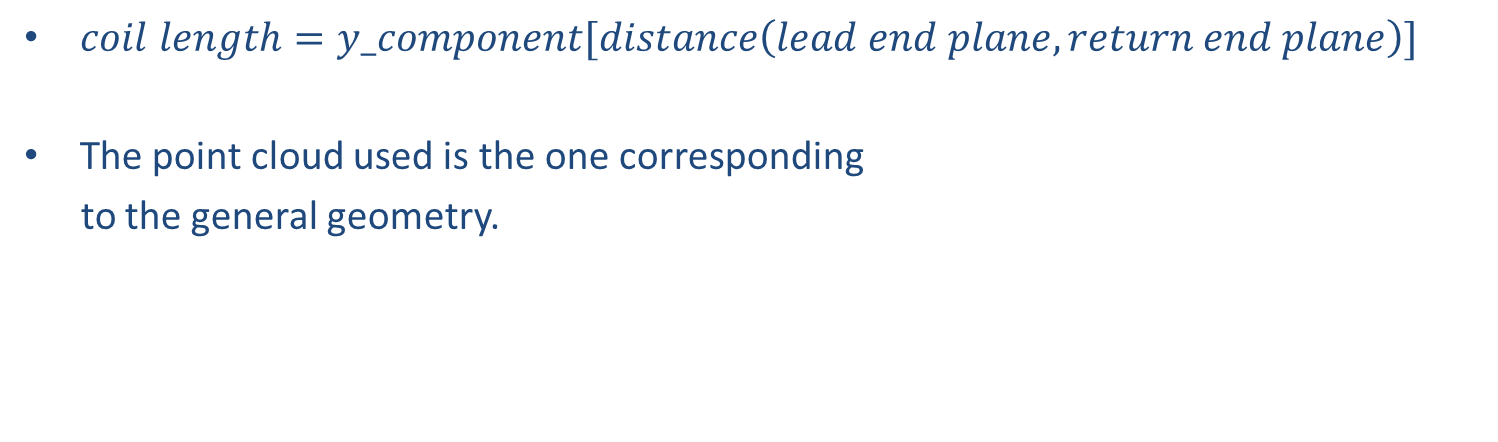 • coil length = y_component[distance(lead end plane, return end plane)]
• The point cloud used is the one corresponding
to the general geometry.